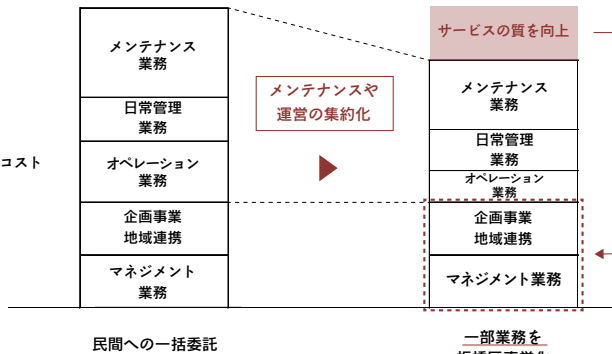 コスト
メンテナンス
業務
日常管理
業務
オペレーション
業務
企画事業
地域連携
マネジメント
業務
民間への一括委託
メンテナンスや
運営の集約化
サービスの質を向上
メンテナンス
業務
日常管理
業務
オペレーション
業務
企画事業
地域連携
マネジメント業務
一部業務を